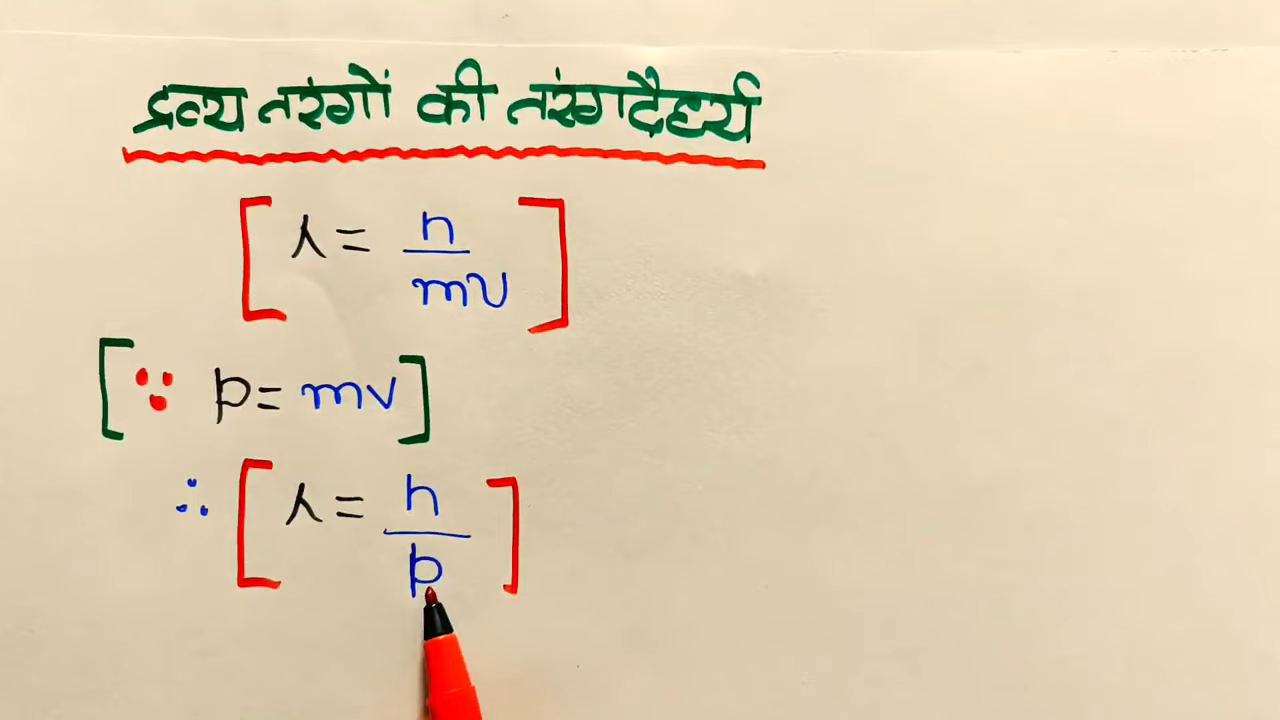 द्रव्य तरंगों की तरंगदैर्ध्य
[ λ = h/mv ]
[ ∵ p = mv ]
∴ [ λ = h/p ]